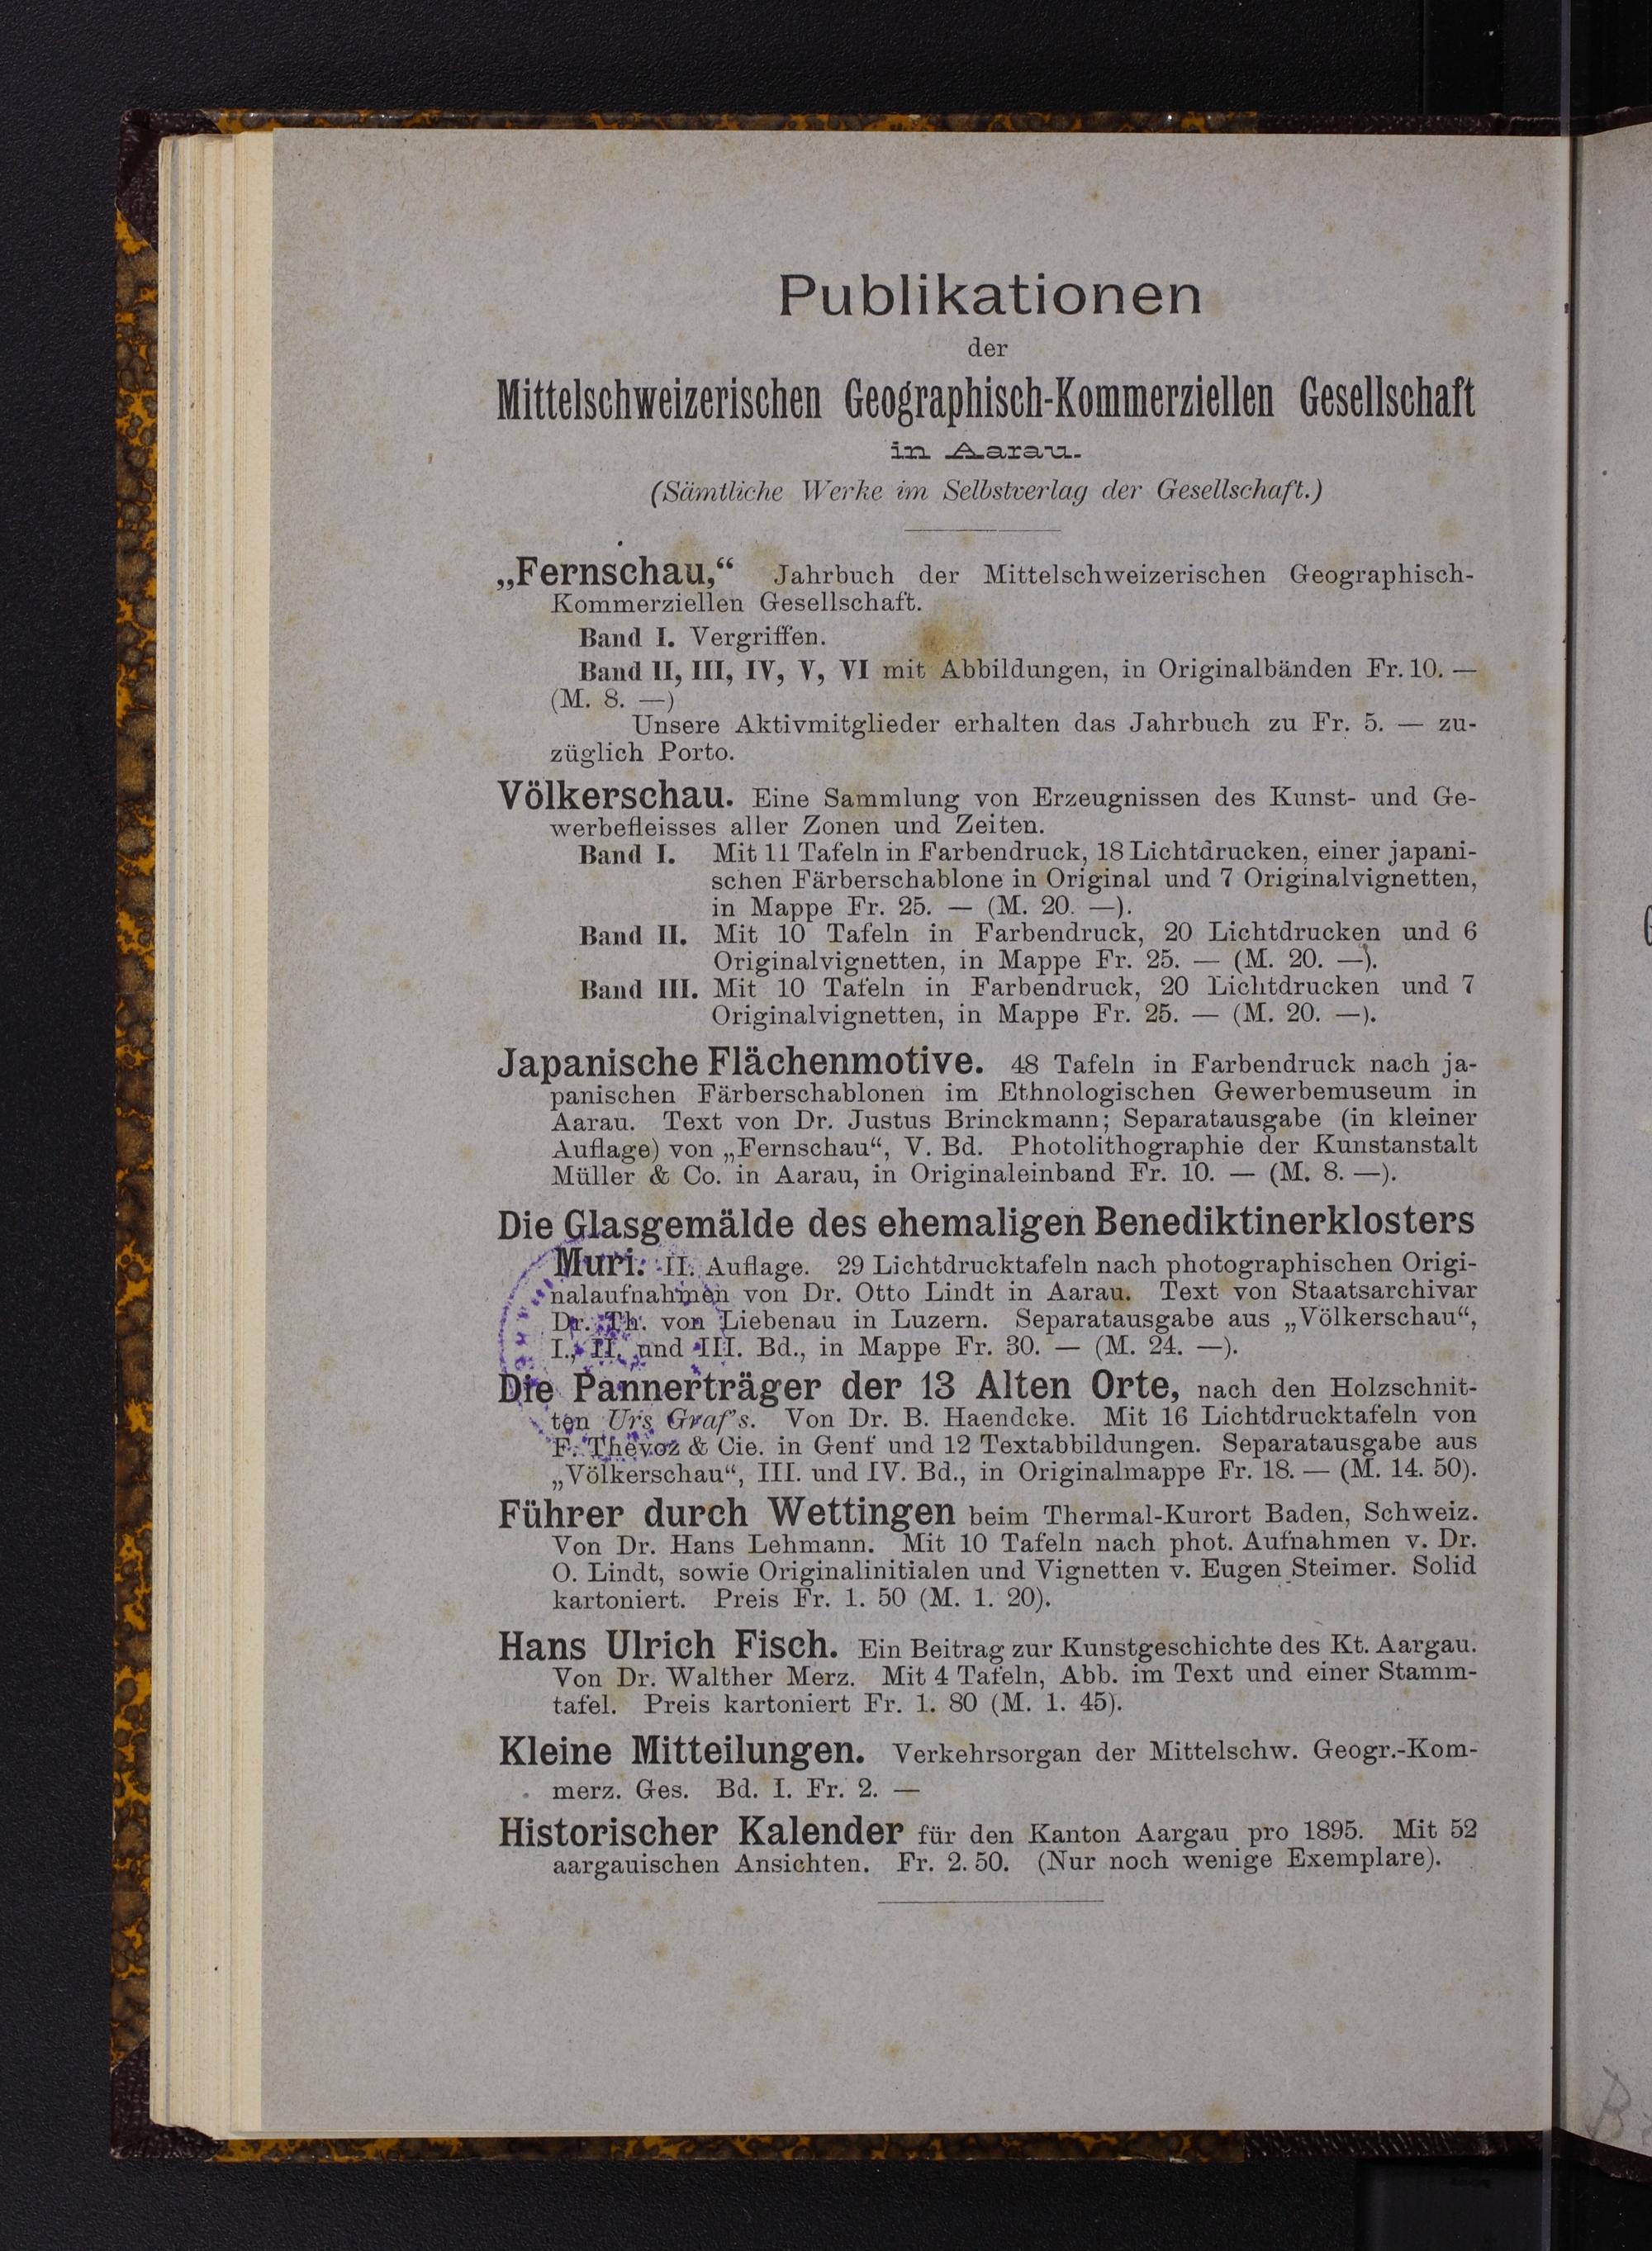 Publikationen
der
Mittelschweizerischen Geographisch-Kommerziellen Gesellschaft
in Aarau.
(Sämtliche Werke im Selbstverlag der Gesellschaft.)
„Fernschau,“ Jahrbuch der Mittelschweizerischen Geographisch-
Kommerziellen Gesellschaft.
Band I. Vergriffen.
Band II, III, IV, V, VI mit Abbildungen, in Originalbänden Fr. 10. —
(M. 8. —)
Unsere Aktivmitglieder erhalten das Jahrbuch zu Fr. 5. — zu-
züglich Porto.
Völkerschau. Eine Sammlung von Erzeugnissen des Kunst- und Ge-
werbefleisses aller Zonen und Zeiten.
Band I. Mit 11 Tafeln in Farbendruck, 18 Lichtdrucken, einer japani-
schen Färberschablone in Original und 7 Originalvignetten,
in Mappe Fr. 25. — (M. 20. —).
Band II. Mit 10 Tafeln in Farbendruck, 20 Lichtdrucken und 6
Originalvignetten, in Mappe Fr. 25. — (M. 20. —).
Band III. Mit 10 Tafeln in Farbendruck, 20 Lichtdrucken und 7
Originalvignetten, in Mappe Fr. 25. — (M. 20. —).
Japanische Flächenmotive. 48 Tafeln in Farbendruck nach ja-
panischen Färberschablonen im Ethnologischen Gewerbemuseum in
Aarau. Text von Dr. Justus Brinckmann; Separatausgabe (in kleiner
Auflage) von „Fernschau“, V. Bd. Photolithographie der Kunstanstalt
Müller & Co. in Aarau, in Originaleinband Fr. 10. — (M. 8. —).
Die Glasgemälde des ehemaligen Benediktinerklosters
Muri. II. Auflage. 29 Lichtdrucktafeln nach photographischen Origi-
nalaufnahmen von Dr. Otto Lindt in Aarau. Text von Staatsarchivar
Dr. Th. von Liebenau in Luzern. Separatausgabe aus „Völkerschau“,
I., II. und III. Bd., in Mappe Fr. 30. — (M. 24. —).
Die Pannerträger der 13 Alten Orte, nach den Holzschnit-
ten Urs Graf's. Von Dr. B. Haendcke. Mit 16 Lichtdrucktafeln von
F. Thévoz & Cie. in Genf und 12 Textabbildungen. Separatausgabe aus
„Völkerschau“, III. und IV. Bd., in Originalmappe Fr. 18. — (M. 14. 50).
Führer durch Wettingen beim Thermal-Kurort Baden, Schweiz.
Von Dr. Hans Lehmann. Mit 10 Tafeln nach phot. Aufnahmen v. Dr.
O. Lindt, sowie Originalinitialen und Vignetten v. Eugen Steimer. Solid
kartoniert. Preis Fr. 1. 50 (M. 1. 20).
Hans Ulrich Fisch. Ein Beitrag zur Kunstgeschichte des Kt. Aargau.
Von Dr. Walther Merz. Mit 4 Tafeln, Abb. im Text und einer Stamm-
tafel. Preis kartoniert Fr. 1. 80 (M. 1. 45).
Kleine Mitteilungen. Verkehrsorgan der Mittelschw. Geogr.-Kom-
merz. Ges. Bd. I. Fr. 2. —
Historischer Kalender für den Kanton Aargau pro 1895. Mit 52
aargauischen Ansichten. Fr. 2. 50. (Nur noch wenige Exemplare).